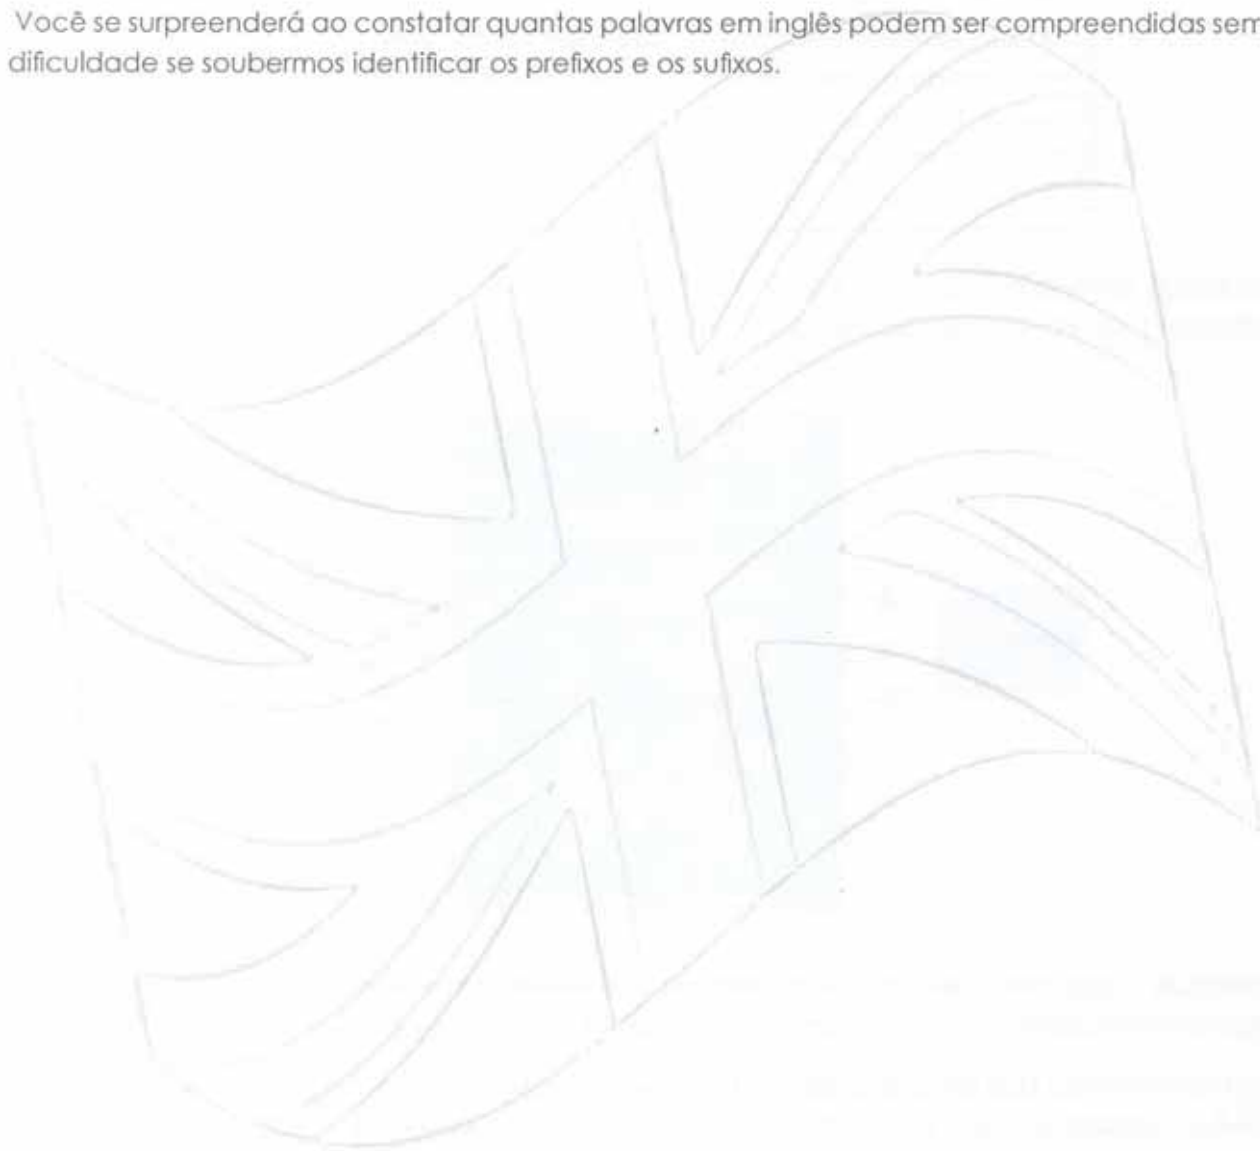 Você se surpreenderá ao constatar quantas palavras em inglês podem ser compreendidas sem
dificuldade se soubermos identificar os prefixos e os sufixos.